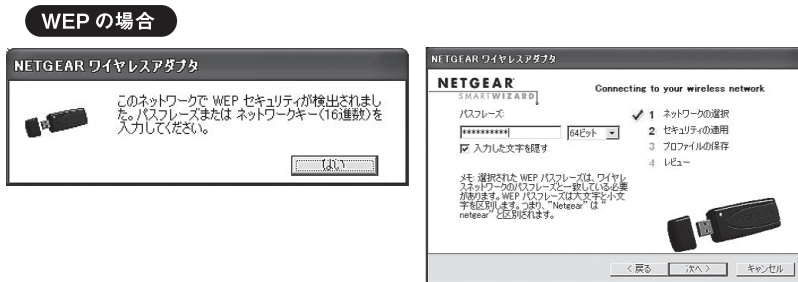 WEP の場合
NETGEAR ワイヤレスアダプタ
このネットワークで WEP セキュリティが検出されまし
た。パスフレーズまたは ネットワークキー(16進数)を
入力してください。
はい
NETGEAR ワイヤレスアダプタ
NETGEAR
SMARTWIZARD
Connecting to your wireless network
パスフレーズ:
**********
64ビット
入力した文字を隠す
メモ: 選択された WEP パスフレーズは、ワイヤレ
スネットワークのパスフレーズと一致している必要
があります。WEP パスフレーズは大文字と小文
字を区別します。つまり、"Netgear" は "
netgear" と区別されます。
1 ネットワークの選択
2 セキュリティの適用
3 プロファイルの保存
4 レビュー
< 戻る
次へ >
キャンセル